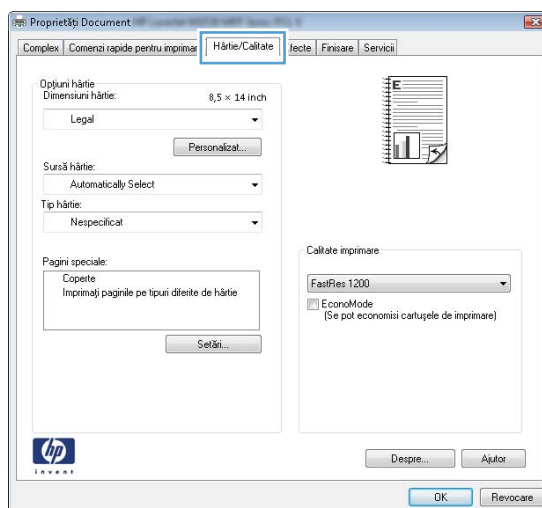 Proprietăți Document
Complex
Comenzi rapide pentru imprimar
Hârtie/Calitate
fecte
Finisare
Servicii
Opțiuni hârtie
Dimensiuni hârtie:
8,5 × 14 inch
Legal
Personalizat...
Sursă hârtie:
Automatically Select
Tip hârtie:
Nespecificat
Pagini speciale:
Coperte
Imprimați paginile pe tipuri diferite de hârtie
Setări...
E
Calitate imprimare
FastRes 1200
EconoMode
(Se pot economisi cartușele de imprimare)
hp
invent
Despre...
Ajutor
OK
Revocare